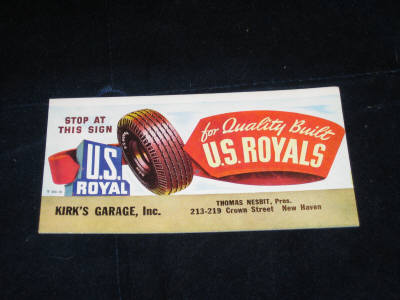 STOP AT
THIS SIGN
U.S.
ROYAL
for Quality Built
U.S. ROYALS
KIRK'S GARAGE, Inc.
THOMAS NESBIT, Pres.
213-219 Crown Street New Haven